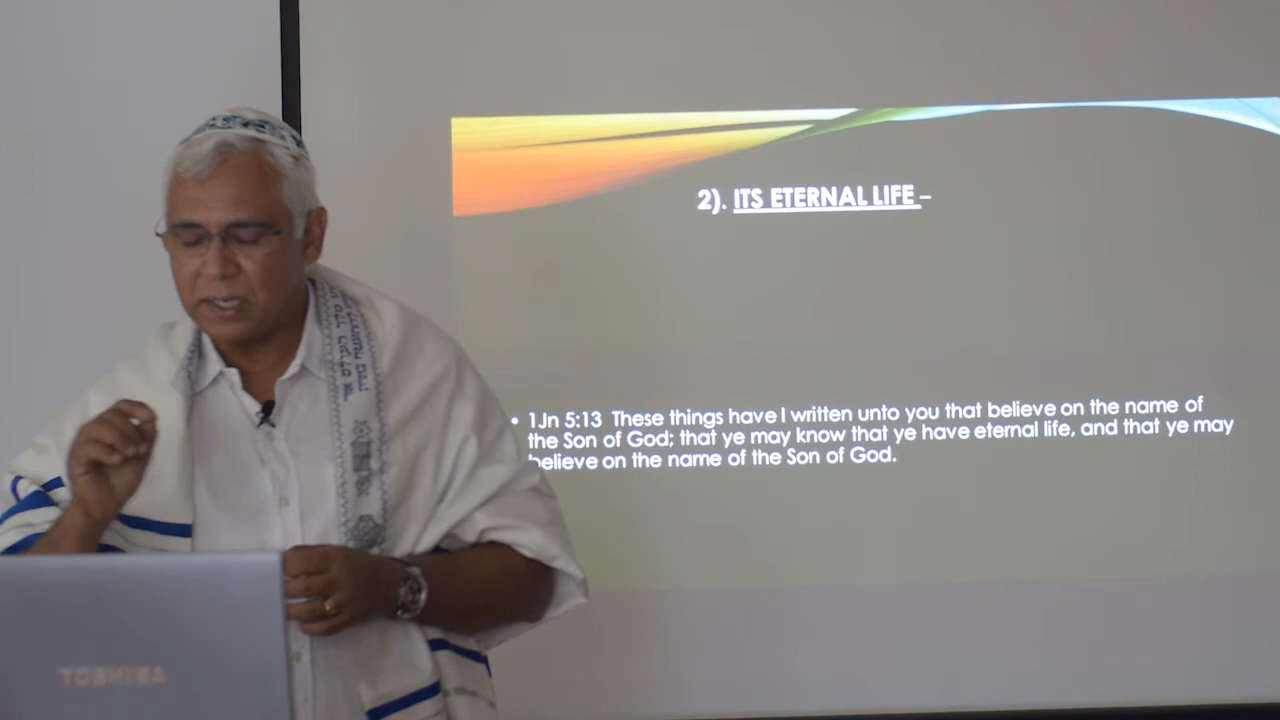 2). ITS ETERNAL LIFE –
• 1Jn 5:13 These things have I written unto you that believe on the name of
the Son of God; that ye may know that ye have eternal life, and that ye may
believe on the name of the Son of God.
TOSHIBA